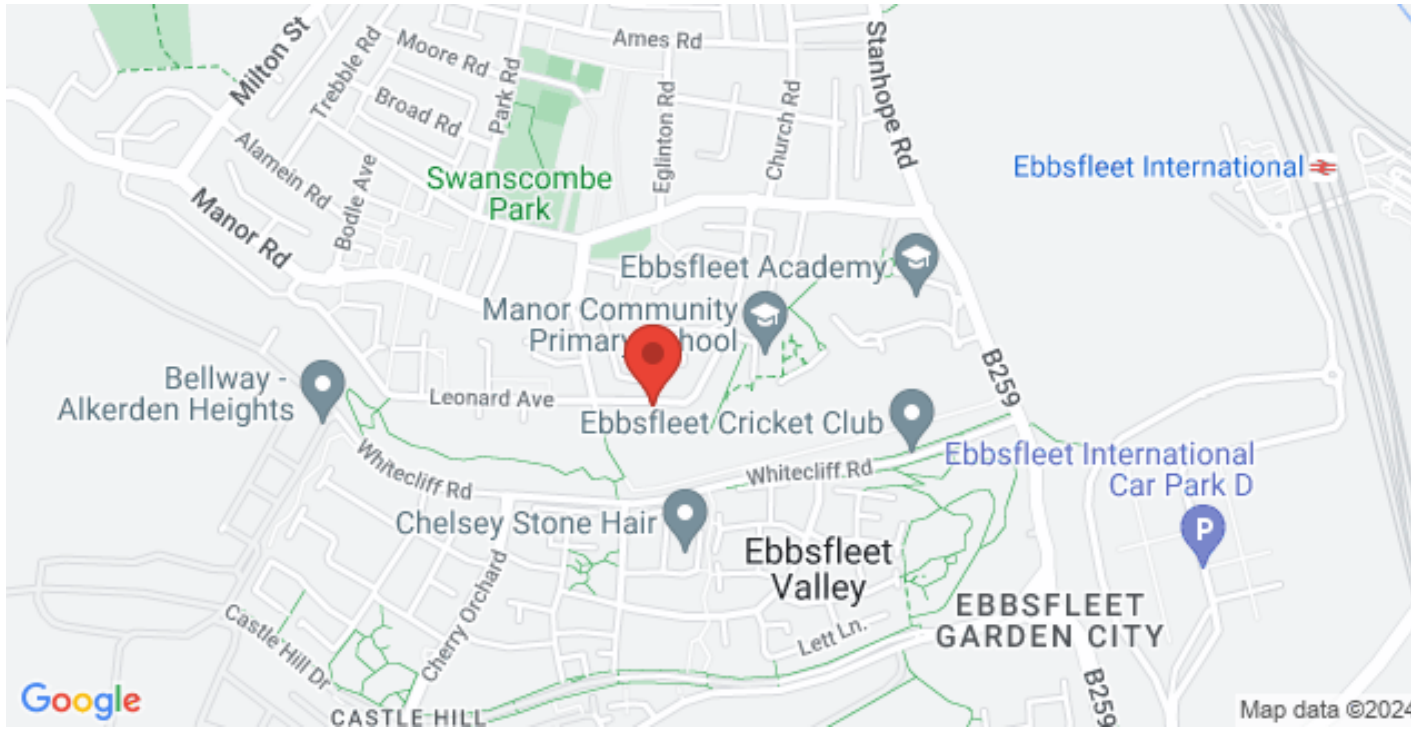 Ames Rd
Stanhope Rd
Moore Rd
Milton St
Trebble Rd
Park Rd
Broad Rd
Eglinton Rd
Church Rd
Ebbsfleet International
Alamein Rd
Swanscombe
Park
Bodle Ave
Manor Rd
Ebbsfleet Academy
Manor Community
Primary School
B259
Bellway -
Alkerden Heights
Leonard Ave
Ebbsfleet Cricket Club
Whitecliff Rd
Whitecliff Rd
Ebbsfleet International
Car Park D
P
Chelsey Stone Hair
Ebbsfleet
Valley
Cherry Orchard
EBBSFLEET
GARDEN CITY
Castle Hill Dr
Lett Ln.
B259
Google
CASTLE HILL
Map data ©2024